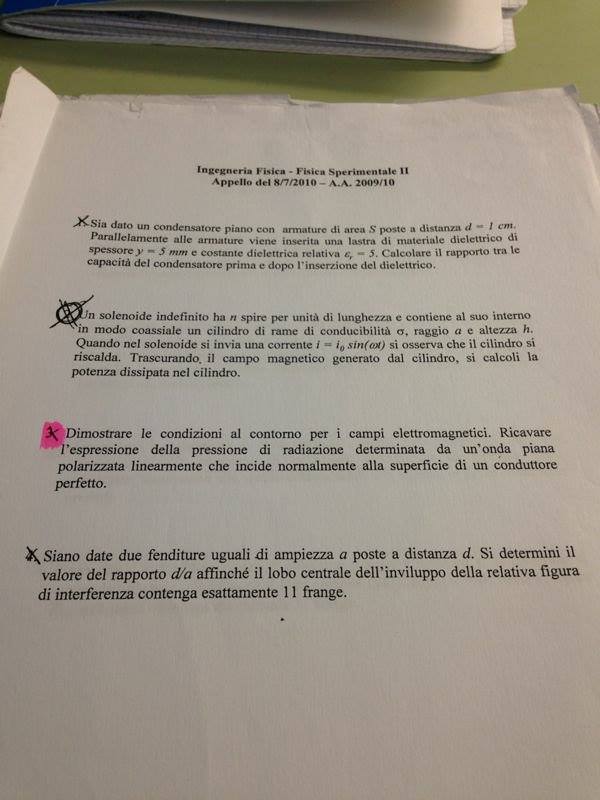 Ingegneria Fisica - Fisica Sperimentale II
Appello del 8/7/2010 – A.A. 2009/10
Sia dato un condensatore piano con armature di area S poste a distanza d = 1 cm.
Parallelamente alle armature viene inserita una lastra di materiale dielettrico di
spessore y = 5 mm e costante dielettrica relativa εr = 5. Calcolare il rapporto tra le
capacità del condensatore prima e dopo l'inserzione del dielettrico.
Un solenoide indefinito ha n spire per unità di lunghezza e contiene al suo interno
in modo coassiale un cilindro di rame di conducibilità σ, raggio a e altezza h.
Quando nel solenoide si invia una corrente i = i0 sin(ωt) si osserva che il cilindro si
riscalda. Trascurando il campo magnetico generato dal cilindro, si calcoli la
potenza dissipata nel cilindro.
3. Dimostrare le condizioni al contorno per i campi elettromagnetici. Ricavare
l'espressione della pressione di radiazione determinata da un'onda piana
polarizzata linearmente che incide normalmente alla superficie di un conduttore
perfetto.
Siano date due fenditure uguali di ampiezza a poste a distanza d. Si determini il
valore del rapporto d/a affinché il lobo centrale dell'inviluppo della relativa figura
di interferenza contenga esattamente 11 frange.